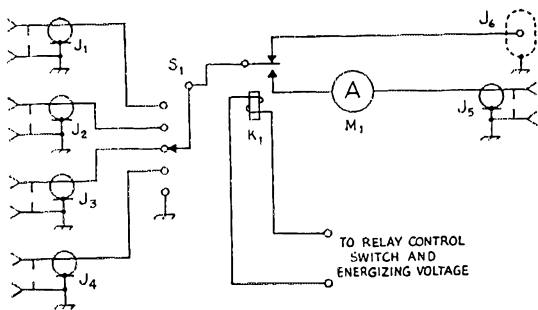 J1
J2
J3
J4
S1
K1
A
M1
J5
J6
TO RELAY CONTROL
SWITCH AND
ENERGIZING VOLTAGE